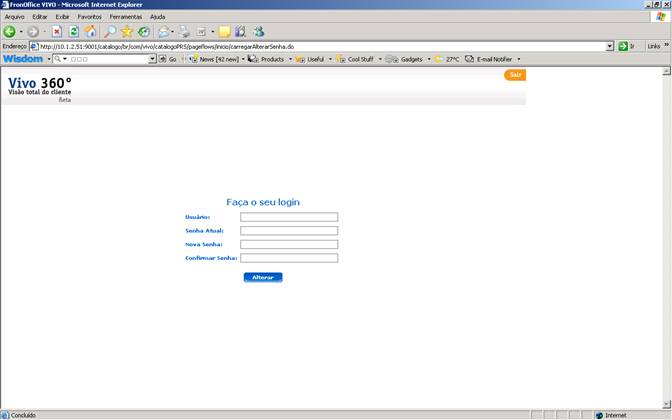 FronOffice VIVO - Microsoft Internet Explorer
Arquivo Editar Exibir Favoritos Ferramentas Ajuda
Endereço http://10.1.2.51:9001/catalogo/br/com/vivo/catalogoPRS/pageflows/inicio/carregarAlterarSenha.do Ir Links »
Wisdom Go News [42 new] Products Useful Cool Stuff Gadgets 27°C E-mail Notifier
Sair
Vivo 360°
Visão total do cliente
Beta
Faça o seu login
Usuário:
Senha Atual:
Nova Senha:
Confirmar Senha:
Alterar
Concluído Internet